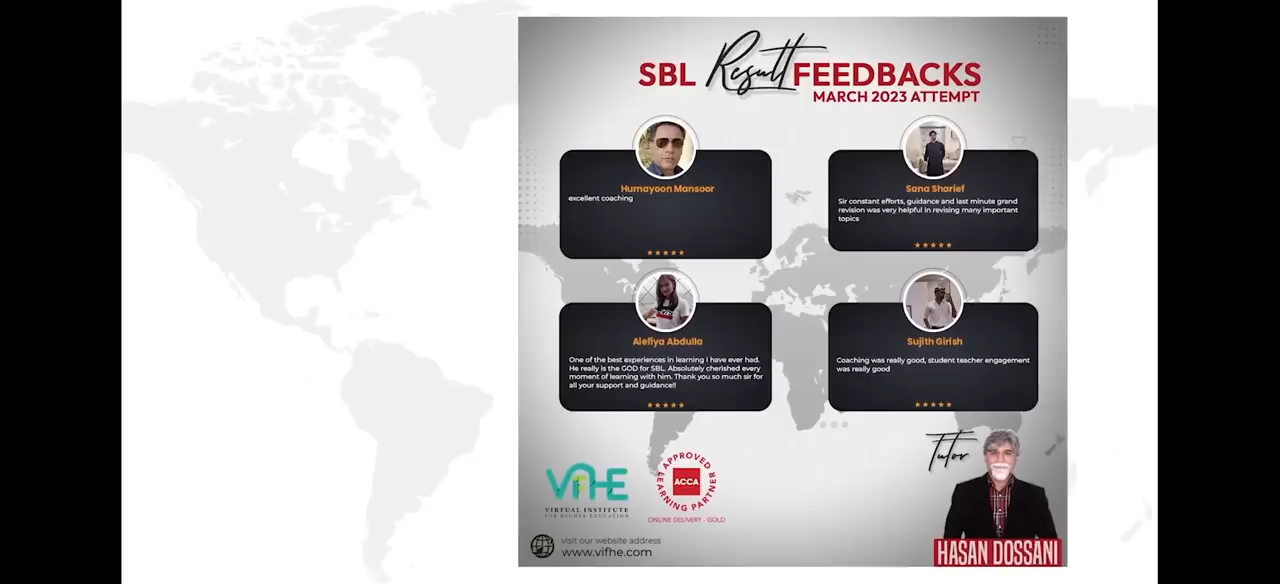 SBL Result FEEDBACKS
MARCH 2023 ATTEMPT
Humayoon Mansoor
excellent coaching
Sana Sharief
Sir constant efforts, guidance and last minute grand
revision was very helpful in revising many important
topics
Alefiya Abdulla
One of the best experiences in learning I have ever had.
He really is the GOD for SBL. Absolutely cherished every
moment of learning with him. Thank you so much sir for
all your support and guidance!!
Sujith Girish
Coaching was really good, student teacher engagement
was really good
Tutor
HASAN DOSSANI
VIFHE
VIRTUAL INSTITUTE
FOR HIGHER EDUCATION
APPROVED
LEARNING PARTNER
ACCA
ONLINE DELIVERY - GOLD
visit our website address
www.vifhe.com